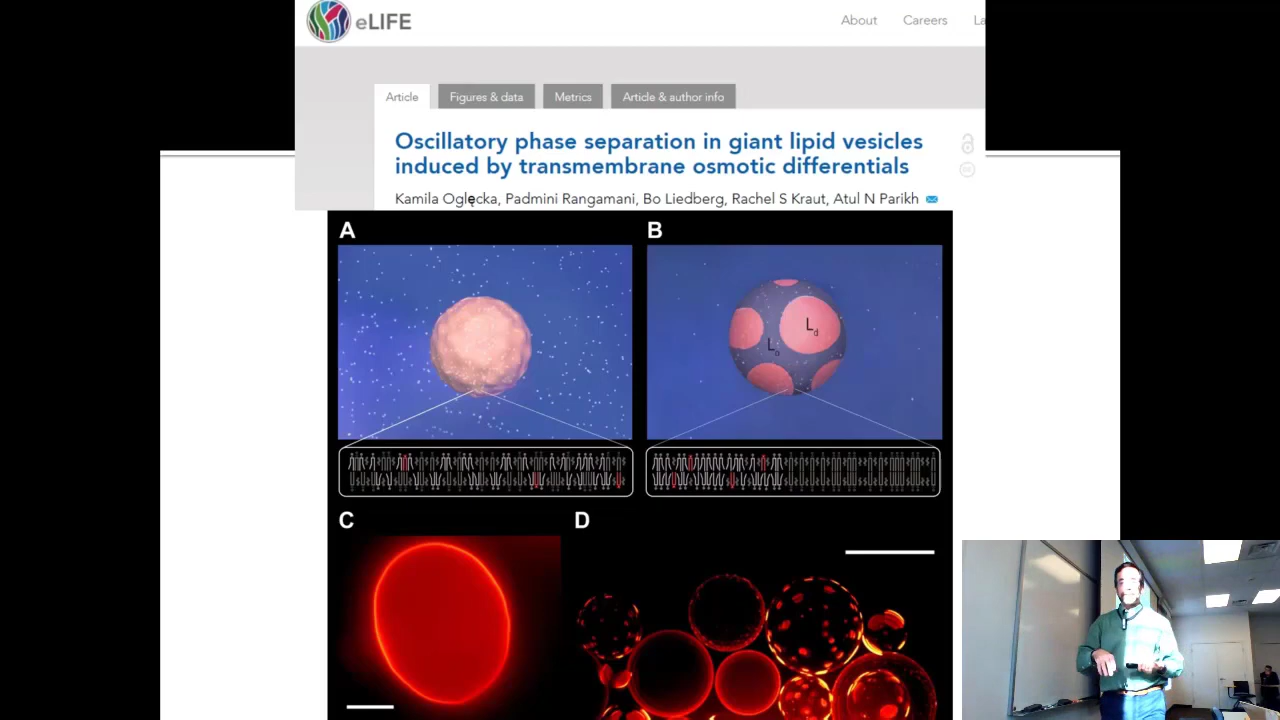 eLIFE
About Careers La
Article Figures & data Metrics Article & author info
Oscillatory phase separation in giant lipid vesicles
induced by transmembrane osmotic differentials
Kamila Oglęcka, Padmini Rangamani, Bo Liedberg, Rachel S Kraut, Atul N Parikh
A B
Ld
Lo
C D